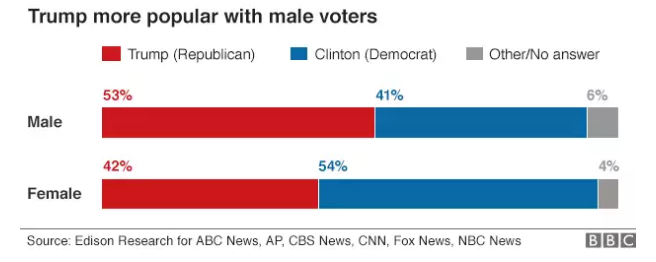 Trump more popular with male voters
Trump (Republican) Clinton (Democrat) Other/No answer
53% 41% 6%
Male
42% 54% 4%
Female
Source: Edison Research for ABC News, AP, CBS News, CNN, Fox News, NBC News BBC